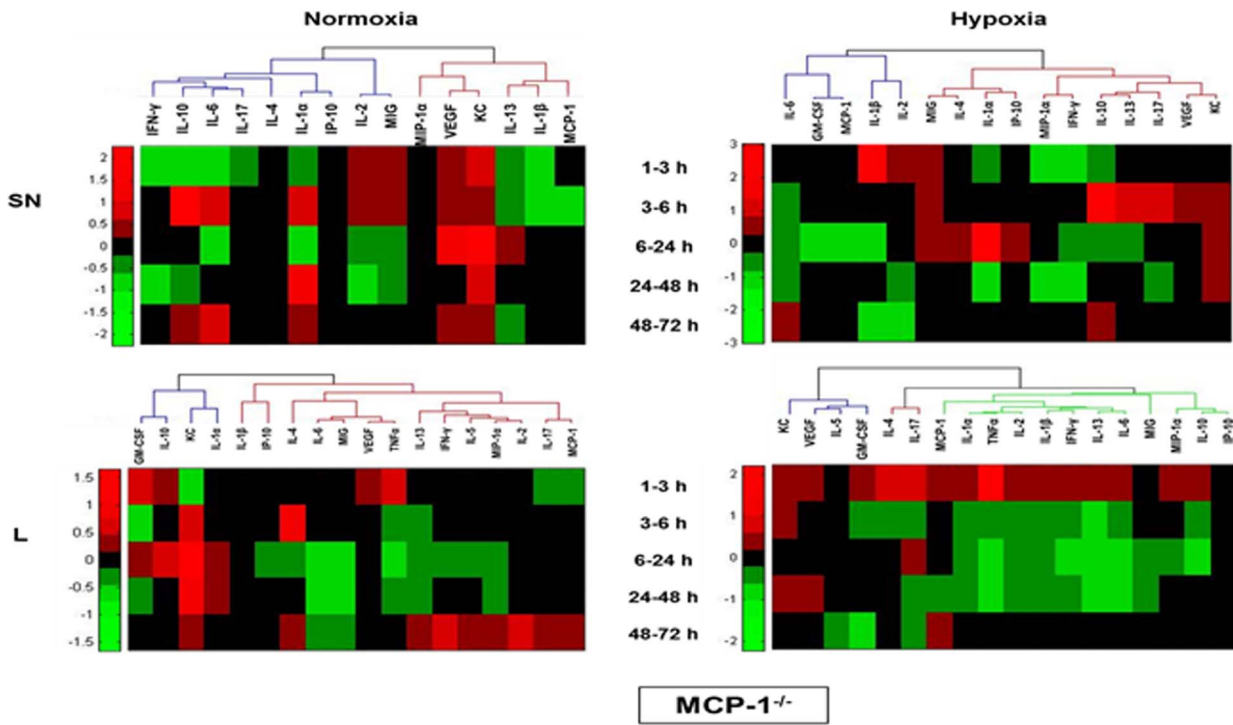 Normoxia
Hypoxia
IFN-γ IL-10 IL-6 IL-17 IL-4 IL-1α IP-10 IL-2 MIG MIP-1α VEGF KC IL-13 IL-1β MCP-1
IL-6 GM-CSF MCP-1 IL-1β IL-2 MIG IL-4 IL-1α IP-10 MIP-1α IFN-γ IL-10 IL-13 IL-17 VEGF KC
SN
2
1.5
1
0.5
0
-0.5
-1
-1.5
-2
1-3 h
3-6 h
6-24 h
24-48 h
48-72 h
3
2
1
0
-1
-2
-3
GM-CSF IL-10 KC IL-1α IL-1β IP-10 IL-4 IL-6 MIG VEGF TNFα IL-13 IFN-γ IL-5 MIP-1α IL-2 IL-17 MCP-1
KC VEGF IL-5 GM-CSF IL-4 IL-17 MCP-1 IL-1α TNFα IL-2 IL-1β IFN-γ IL-13 IL-6 MIG MIP-1α IL-10 IP-10
L
1.5
1
0.5
0
-0.5
-1
-1.5
1-3 h
3-6 h
6-24 h
24-48 h
48-72 h
2
1
0
-1
-2
MCP-1-/-